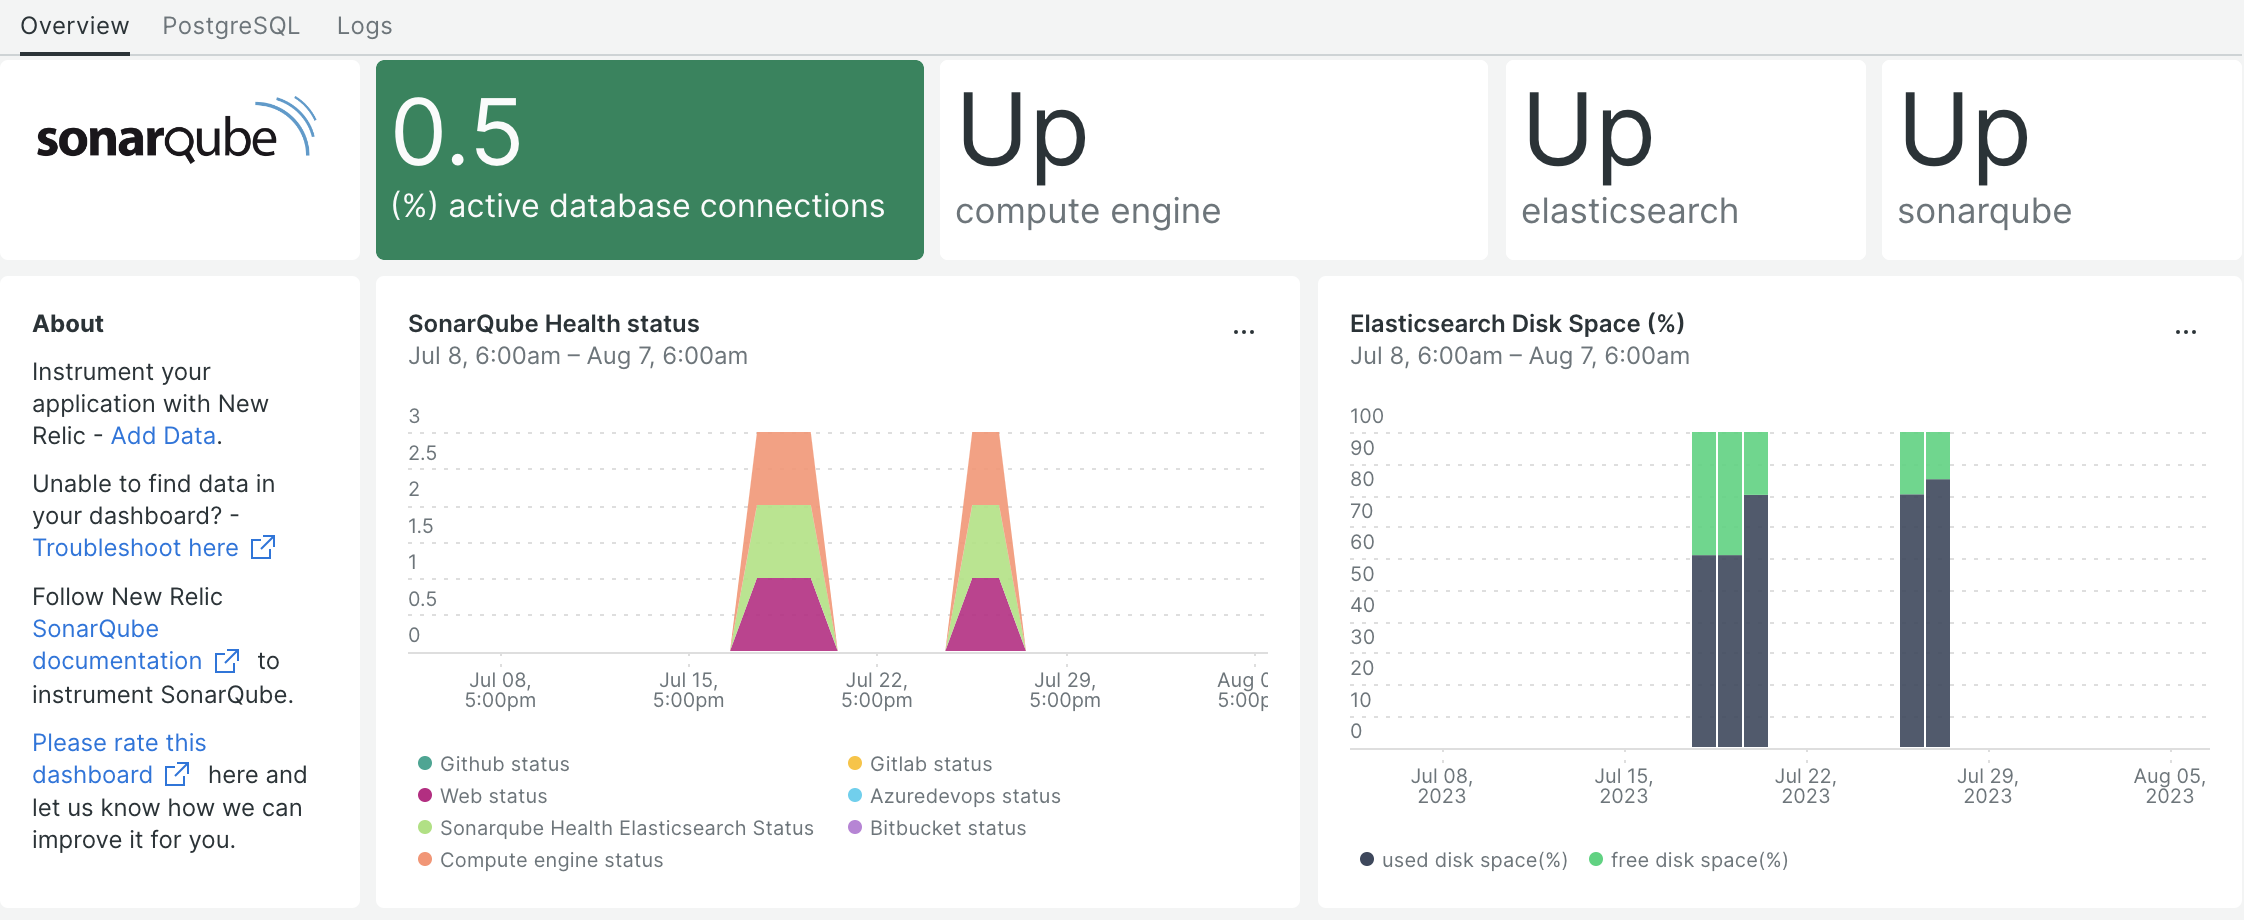 Overview PostgreSQL Logs
sonarqube
0.5
(%) active database connections
Up
compute engine
Up
elasticsearch
Up
sonarqube
About
Instrument your
application with New
Relic - Add Data.
Unable to find data in
your dashboard? -
Troubleshoot here
Follow New Relic
SonarQube
documentation to
instrument SonarQube.
Please rate this
dashboard here and
let us know how we can
improve it for you.
SonarQube Health status
...
Jul 8, 6:00am – Aug 7, 6:00am
3
2.5
2
1.5
1
0.5
0
Jul 08, Jul 15, Jul 22, Jul 29, Aug 0
5:00pm 5:00pm 5:00pm 5:00pm 5:00p
Github status
Web status
Sonarqube Health Elasticsearch Status
Compute engine status
Gitlab status
Azuredevops status
Bitbucket status
Elasticsearch Disk Space (%)
...
Jul 8, 6:00am – Aug 7, 6:00am
100
90
80
70
60
50
40
30
20
10
0
Jul 08, Jul 15, Jul 22, Jul 29, Aug 05,
2023 2023 2023 2023 2023
used disk space(%) free disk space(%)